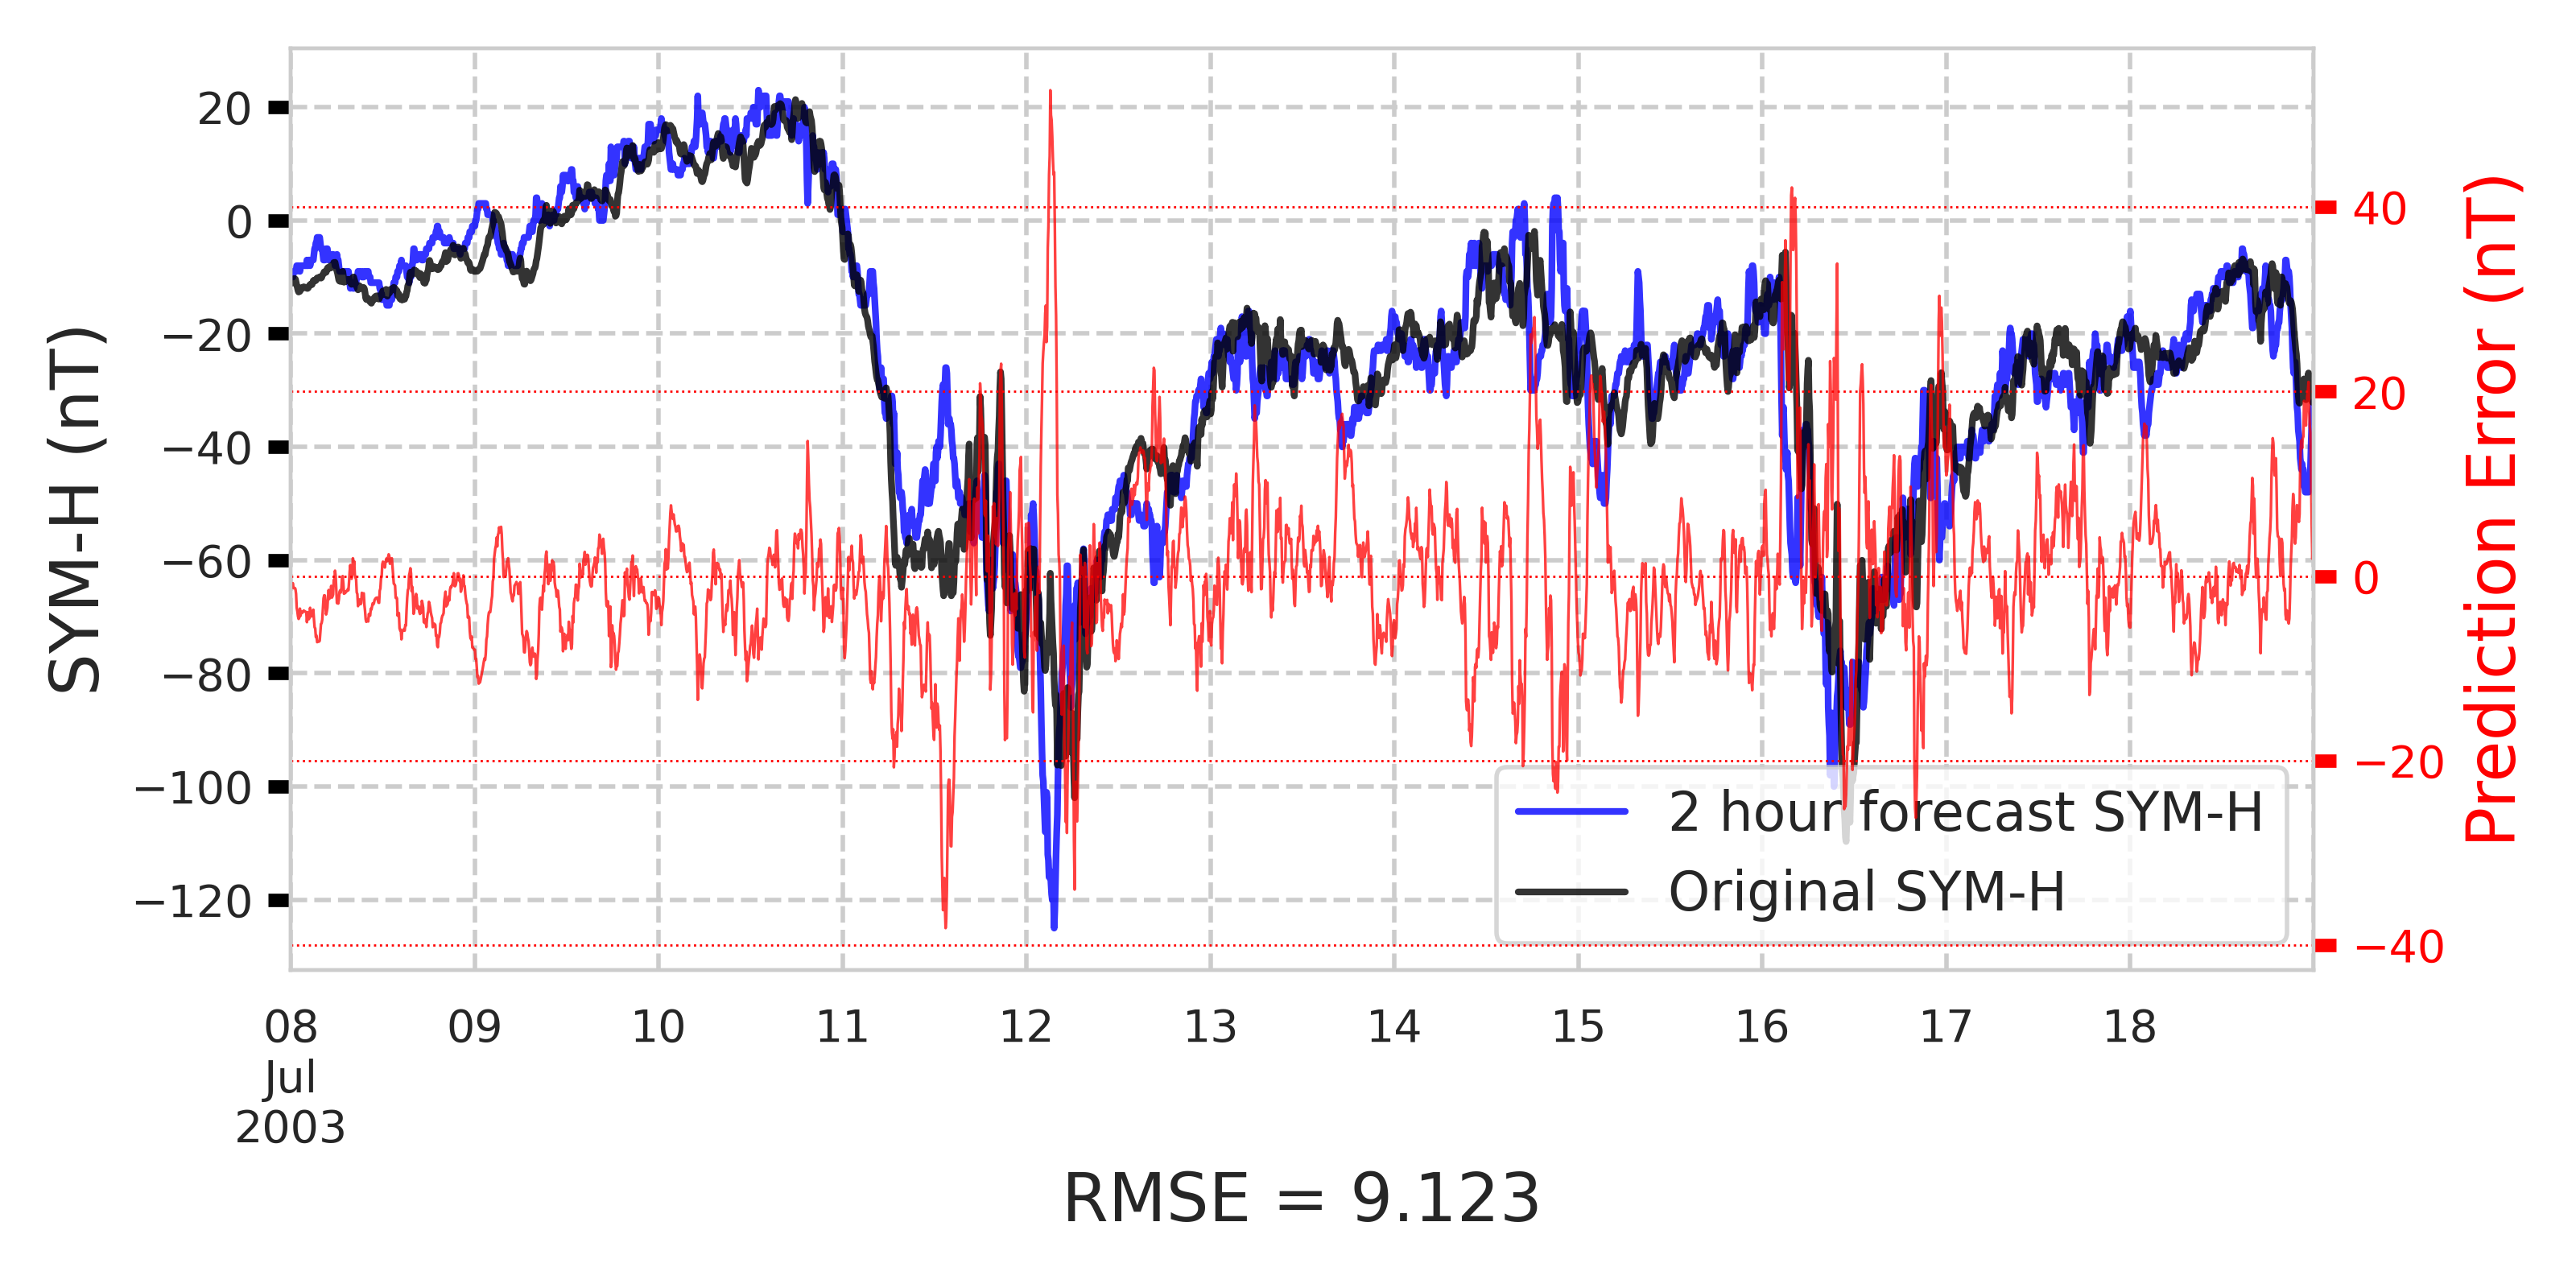 SYM-H (nT)
20
0
−20
−40
−60
−80
−100
−120
40
20
0
−20
−40
Prediction Error (nT)
2 hour forecast SYM-H
Original SYM-H
08 09 10 11 12 13 14 15 16 17 18
Jul
2003
RMSE = 9.123